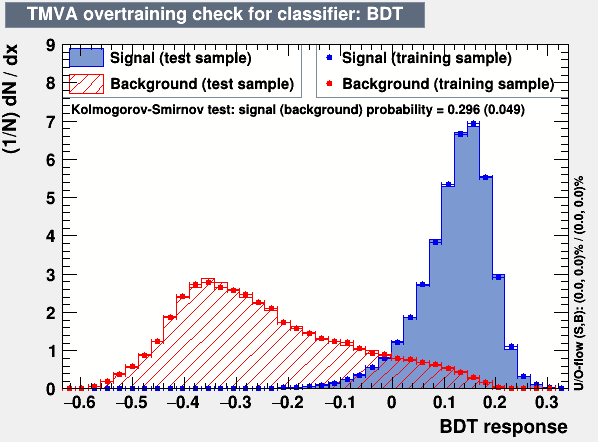 TMVA overtraining check for classifier: BDT
(1/N) dN / dx
9
8
7
6
5
4
3
2
1
0
Signal (test sample)
Background (test sample)
Signal (training sample)
Background (training sample)
Kolmogorov-Smirnov test: signal (background) probability = 0.296 (0.049)
U/O-flow (S,B): (0.0, 0.0)% / (0.0, 0.0)%
−0.6 −0.5 −0.4 −0.3 −0.2 −0.1 0 0.1 0.2 0.3
BDT response